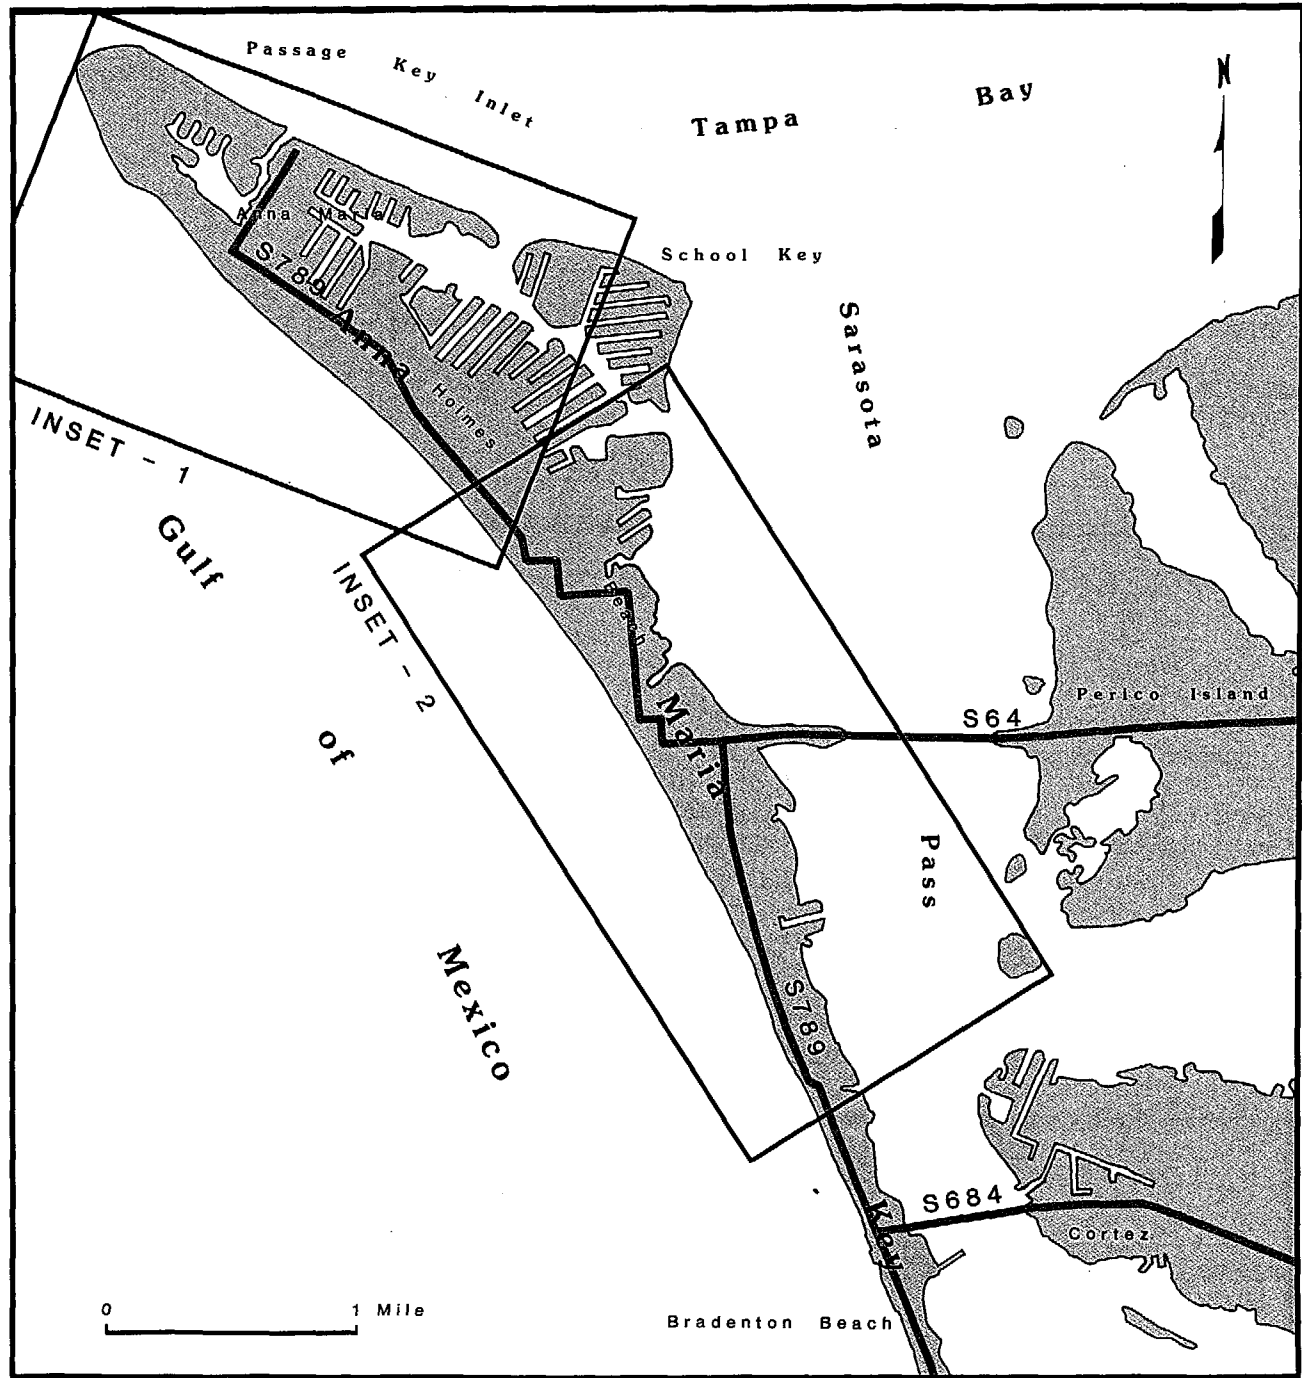 Passage Key Inlet
Tampa Bay
N
Anna Maria
School Key
S789
Sarasota
Anna
Holmes
INSET - 1
Gulf
INSET - 2
Beach
Maria
S64
Perico Island
of
Pass
Mexico
S789
S684
Key
Cortez
0 1 Mile
Bradenton Beach